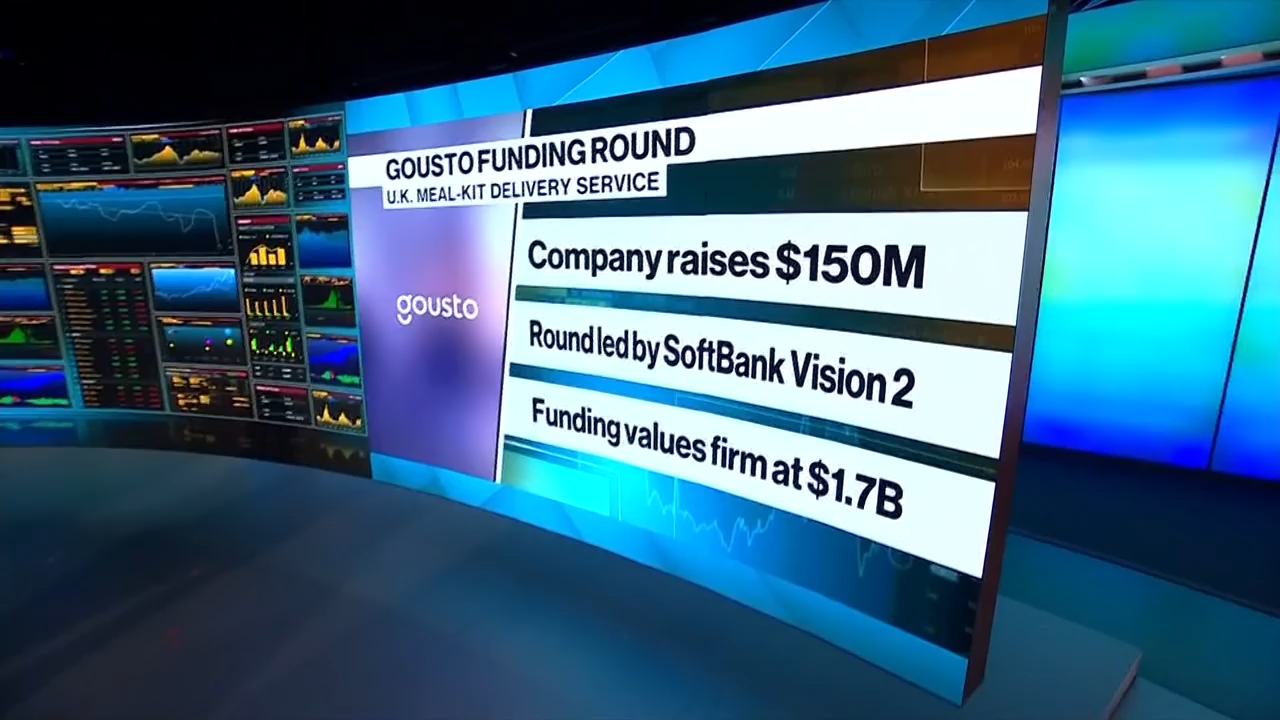 GOUSTO FUNDING ROUND
U.K. MEAL-KIT DELIVERY SERVICE
gousto
Company raises $150M
Round led by SoftBank Vision 2
Funding values firm at $1.7B